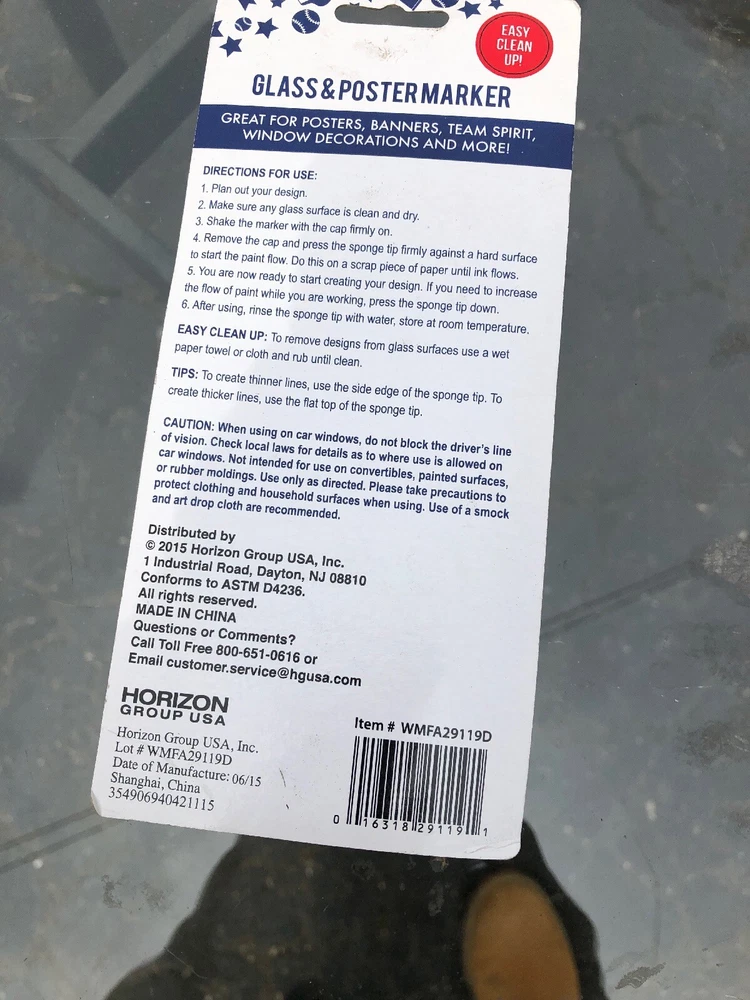 EASY
CLEAN
UP!
GLASS & POSTER MARKER
GREAT FOR POSTERS, BANNERS, TEAM SPIRIT,
WINDOW DECORATIONS AND MORE!
DIRECTIONS FOR USE:
1. Plan out your design.
2. Make sure any glass surface is clean and dry.
3. Shake the marker with the cap firmly on.
4. Remove the cap and press the sponge tip firmly against a hard surface
to start the paint flow. Do this on a scrap piece of paper until ink flows.
5. You are now ready to start creating your design. If you need to increase
the flow of paint while you are working, press the sponge tip down.
6. After using, rinse the sponge tip with water, store at room temperature.
EASY CLEAN UP: To remove designs from glass surfaces use a wet
paper towel or cloth and rub until clean.
TIPS: To create thinner lines, use the side edge of the sponge tip. To
create thicker lines, use the flat top of the sponge tip.
CAUTION: When using on car windows, do not block the driver's line
of vision. Check local laws for details as to where use is allowed on
car windows. Not intended for use on convertibles, painted surfaces,
or rubber moldings. Use only as directed. Please take precautions to
protect clothing and household surfaces when using. Use of a smock
and art drop cloth are recommended.
Distributed by
© 2015 Horizon Group USA, Inc.
1 Industrial Road, Dayton, NJ 08810
Conforms to ASTM D4236.
All rights reserved.
MADE IN CHINA
Questions or Comments?
Call Toll Free 800-651-0616 or
Email customer.service@hgusa.com
HORIZON
GROUP USA
Horizon Group USA, Inc.
Lot # WMFA29119D
Date of Manufacture: 06/15
Shanghai, China
354906940421115
Item # WMFA29119D
0 16318 29119 1